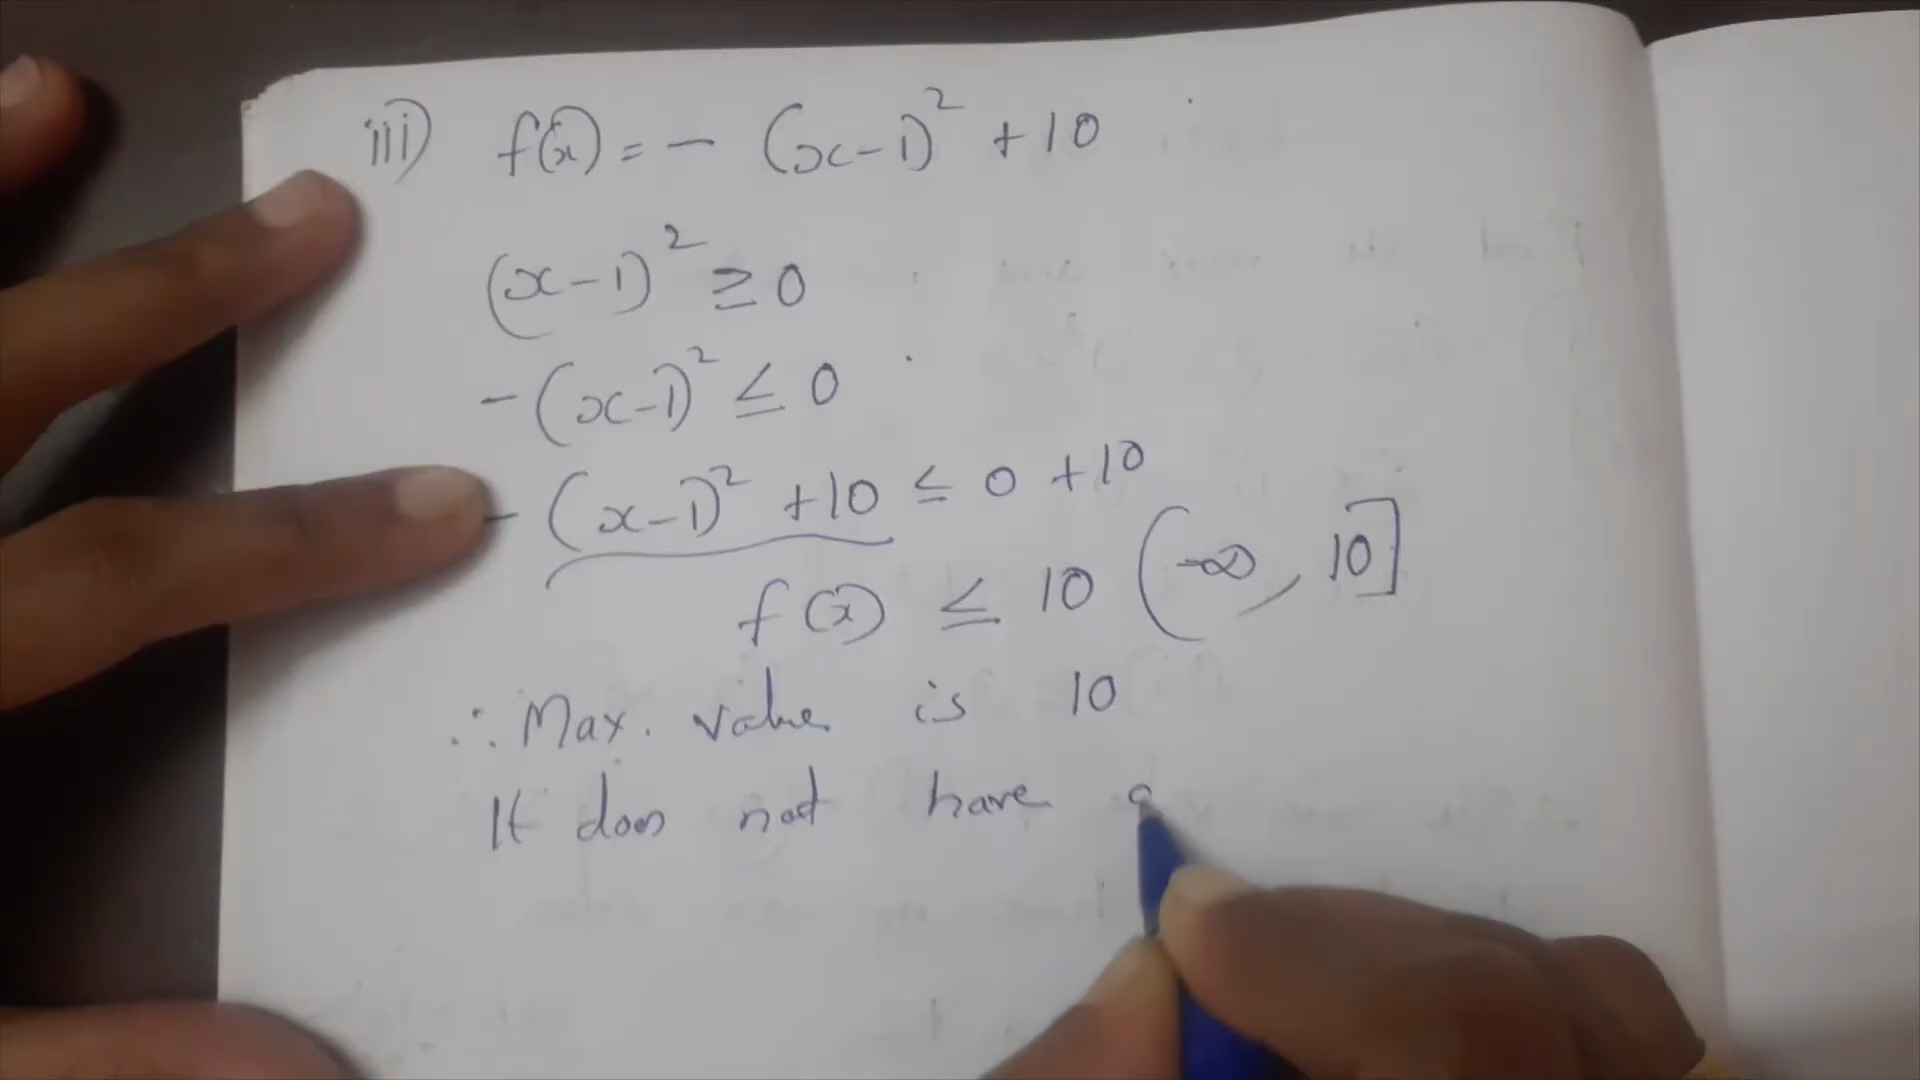 iii) f(x) = - (x-1)² + 10
(x-1)² ≥ 0
-(x-1)² ≤ 0
-(x-1)² + 10 ≤ 0 + 10
f(x) ≤ 10 (-∞, 10]
∴ Max. value is 10
It does not have a